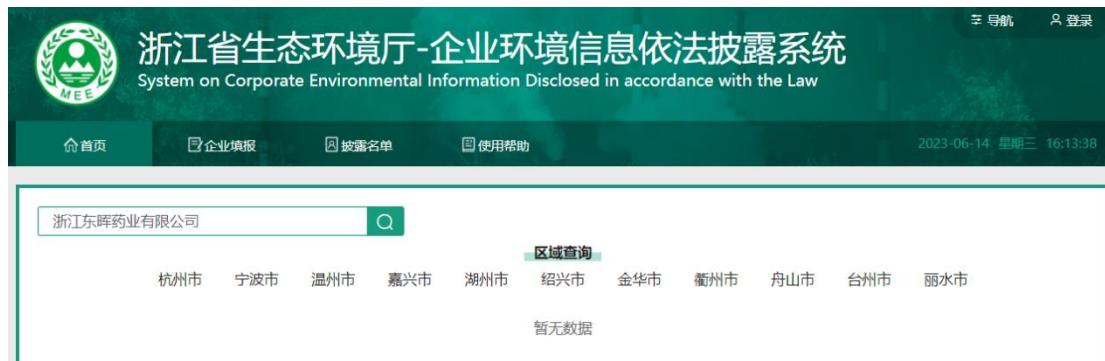 导航 登录
浙江省生态环境厅-企业环境信息依法披露系统
System on Corporate Environmental Information Disclosed in accordance with the Law
MEE
首页 企业填报 披露名单 使用帮助 2023-06-14 星期三 16:13:38
浙江东晖药业有限公司
区域查询
杭州市 宁波市 温州市 嘉兴市 湖州市 绍兴市 金华市 衢州市 舟山市 台州市 丽水市
暂无数据